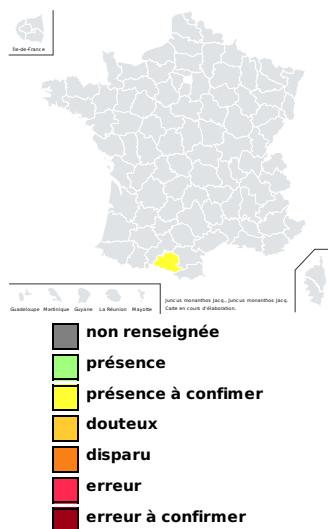 Île-de-France
Guadeloupe Martinique Guyane La Réunion Mayotte
Juncus monanthos Jacq., Juncus monanthos Jacq.
Carte en cours d'élaboration.
non renseignée
présence
présence à confimer
douteux
disparu
erreur
erreur à confirmer